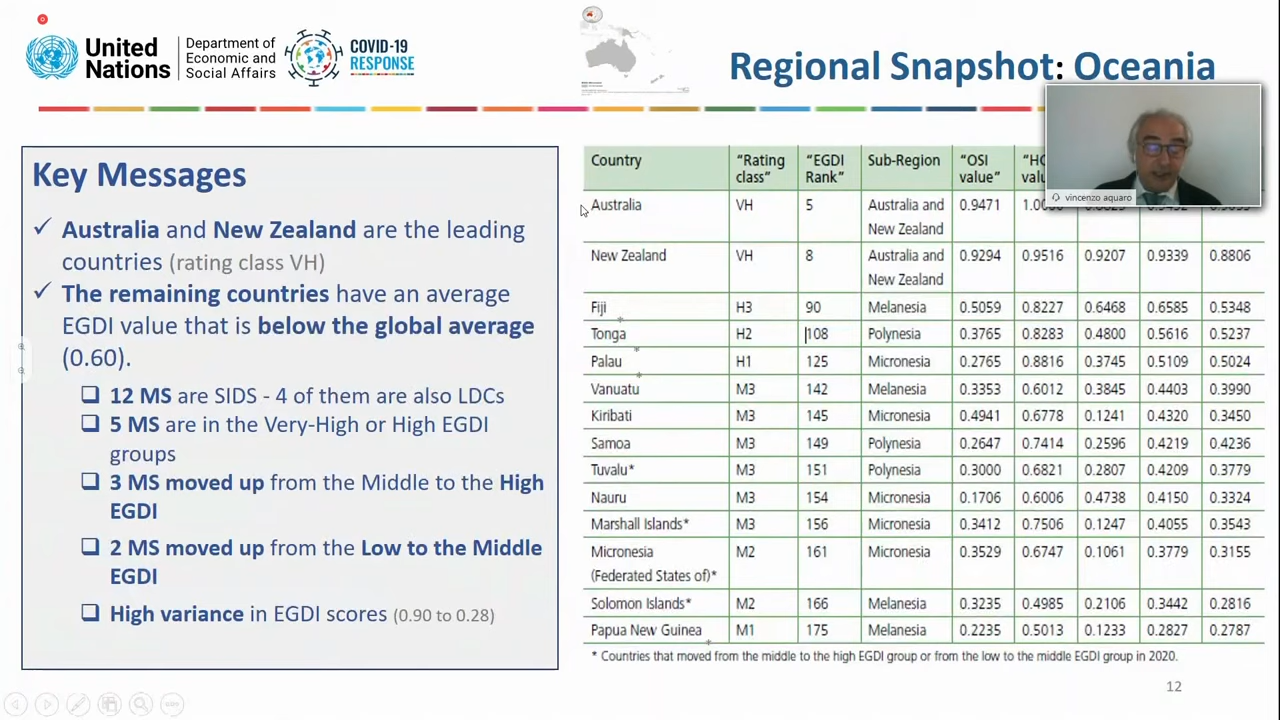 United
Nations
Department of
Economic and
Social Affairs
COVID-19
RESPONSE
Regional Snapshot: Oceania
vincenzo aquaro
Key Messages
✓ Australia and New Zealand are the leading
countries (rating class VH)
✓ The remaining countries have an average
EGDI value that is below the global average
(0.60).
❑ 12 MS are SIDS - 4 of them are also LDCs
❑ 5 MS are in the Very-High or High EGDI
groups
❑ 3 MS moved up from the Middle to the High
EGDI
❑ 2 MS moved up from the Low to the Middle
EGDI
❑ High variance in EGDI scores (0.90 to 0.28)
Country "Rating "EGDI Sub-Region "OSI
class" Rank" value"
Australia VH 5 Australia and 0.9471
New Zealand
New Zealand VH 8 Australia and 0.9294 0.9516 0.9207 0.9339 0.8806
New Zealand
Fiji H3 90 Melanesia 0.5059 0.8227 0.6468 0.6585 0.5348
Tonga H2 108 Polynesia 0.3765 0.8283 0.4800 0.5616 0.5237
Palau H1 125 Micronesia 0.2765 0.8816 0.3745 0.5109 0.5024
Vanuatu M3 142 Melanesia 0.3353 0.6012 0.3845 0.4403 0.3990
Kiribati M3 145 Micronesia 0.4941 0.6778 0.1241 0.4320 0.3450
Samoa M3 149 Polynesia 0.2647 0.7414 0.2596 0.4219 0.4236
Tuvalu* M3 151 Polynesia 0.3000 0.6821 0.2807 0.4209 0.3779
Nauru M3 154 Micronesia 0.1706 0.6006 0.4738 0.4150 0.3324
Marshall Islands* M3 156 Micronesia 0.3412 0.7506 0.1247 0.4055 0.3543
Micronesia M2 161 Micronesia 0.3529 0.6747 0.1061 0.3779 0.3155
(Federated States of)*
Solomon Islands* M2 166 Melanesia 0.3235 0.4985 0.2106 0.3442 0.2816
Papua New Guinea M1 175 Melanesia 0.2235 0.5013 0.1233 0.2827 0.2787
* Countries that moved from the middle to the high EGDI group or from the low to the middle EGDI group in 2020.
12